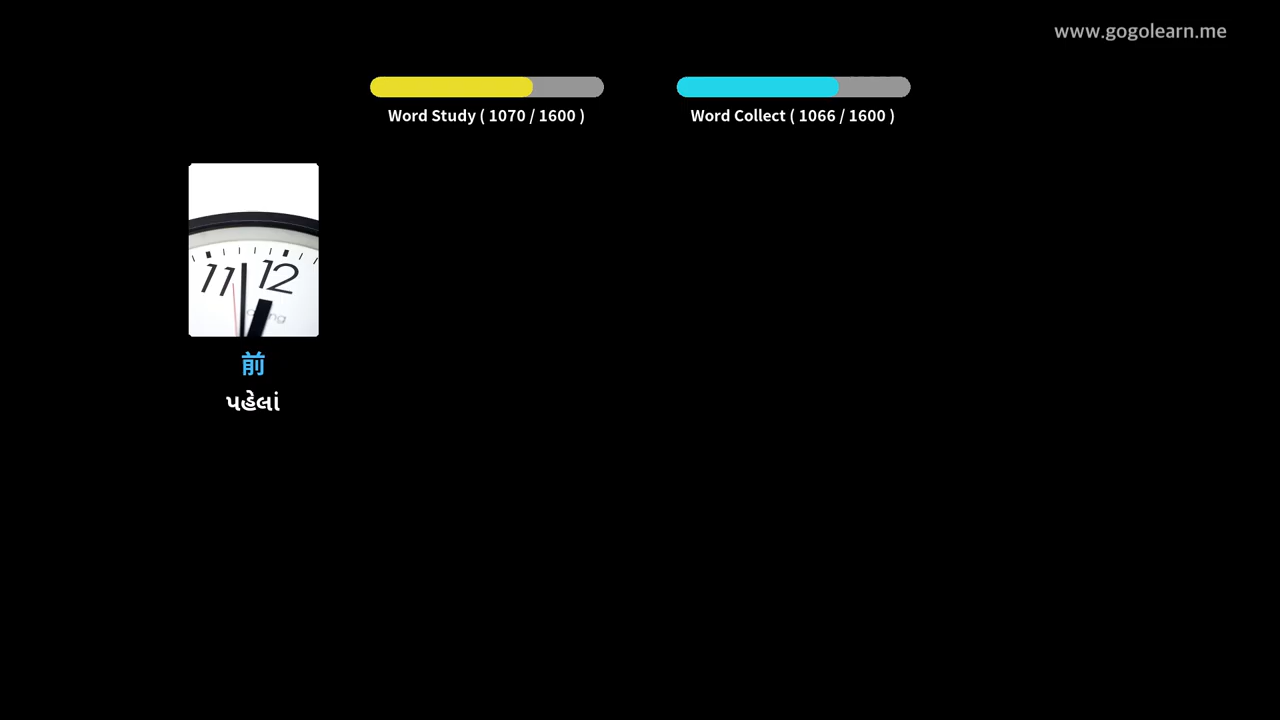 www.gogolearn.me
Word Study ( 1070 / 1600 )
Word Collect ( 1066 / 1600 )
11 12
前
પહેલાં